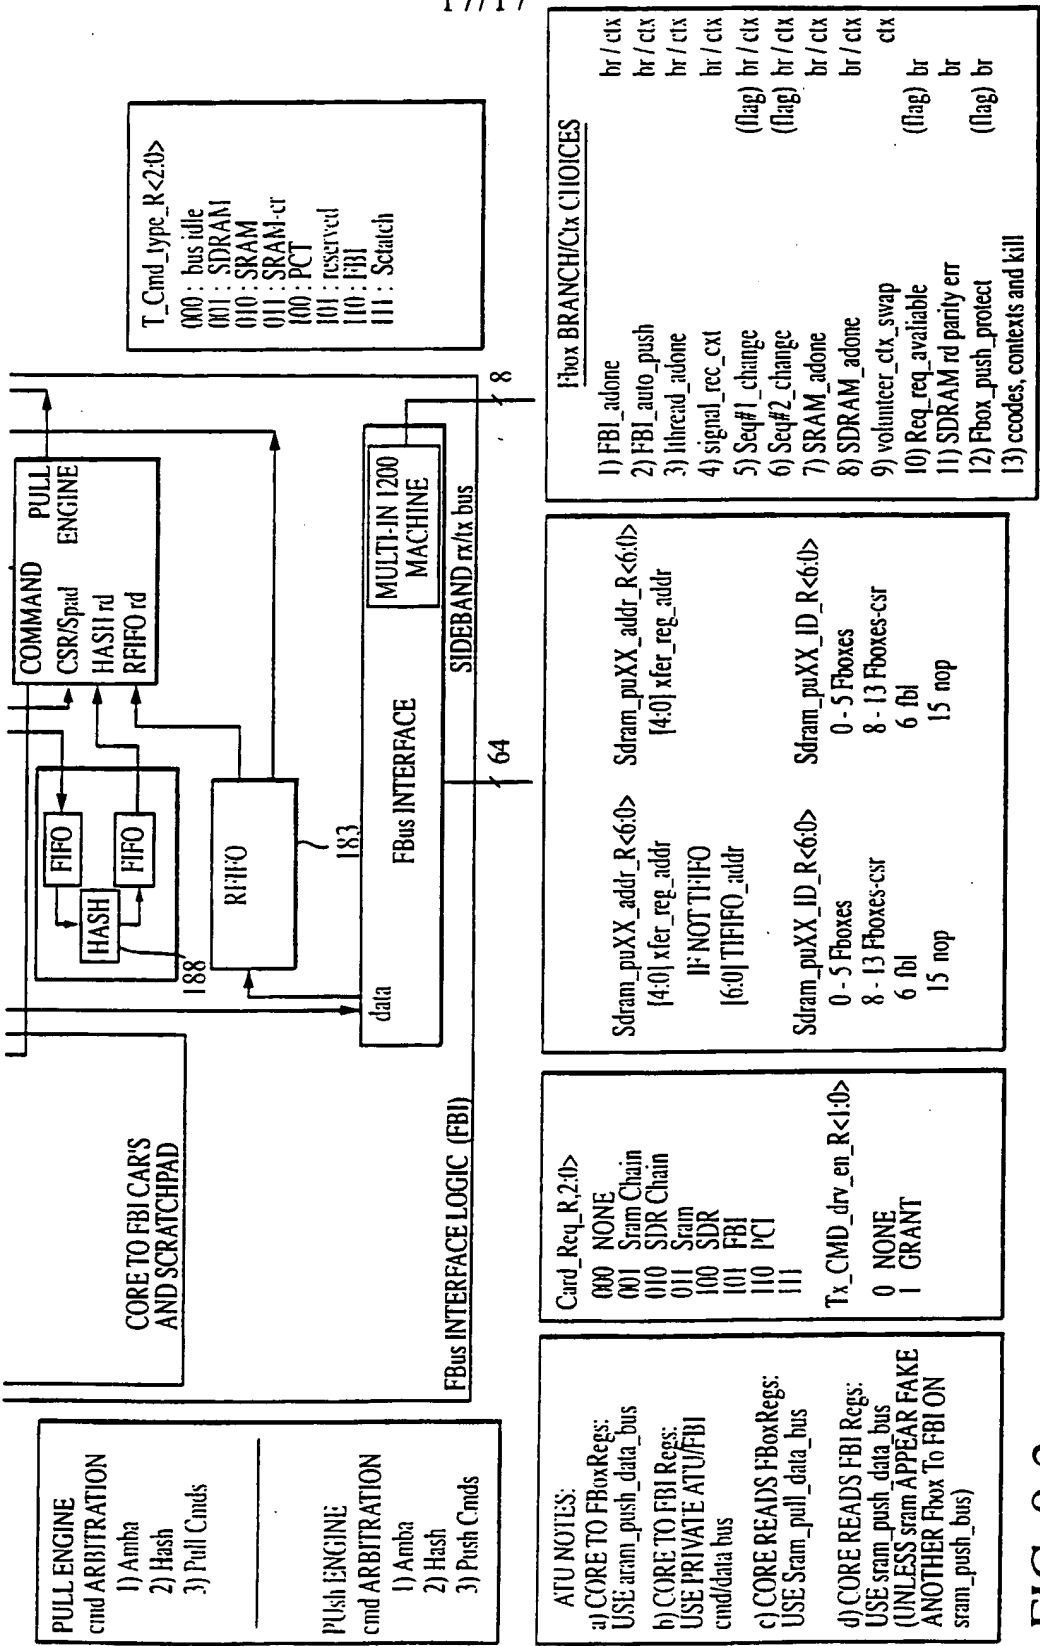 17/17
PULL ENGINE
cmd ARBITRATION
1) Amba
2) Hash
3) Pull Cmds
PUsh ENGINE
cmd ARBITRATION
1) Amba
2) Hash
3) Push Cmds
CORE TO FBI CAR'S
AND SCRATCHPAD
FBus INTERFACE LOGIC (FBI)
FIFO
HASH
FIFO
188
COMMAND
CSR/Spad
HASH rd
RFIFO rd
PULL
ENGINE
RFIFO
183
data
FBus INTERFACE
MULTI-IN 1200
MACHINE
SIDEBAND rx/tx bus
64
8
T_Cmd_type_R<2:0>
000 : bus idle
001 : SDRAM
010 : SRAM
011 : SRAM-cr
100 : PCT
101 : reserved
110 : FBI
111 : Sctatch
ATU NOTES:
a) CORE TO FBoxRegs:
USE aram_push_data_bus
b) CORE TO FBI Regs:
USE PRIVATE ATU/FBI
cmd/data bus
c) CORE READS FBoxRegs:
USE Sram_pull_data_bus
d) CORE READS FBI Regs:
USE sram_push_data_bus
(UNLESS sram APPEAR FAKE
ANOTHER Fbox To FBI ON
sram_push_bus)
Card_Req_R,2:0>
000 NONE
001 Sram Chain
010 SDR Chain
011 Sram
100 SDR
101 FBI
110 PCI
111
Tx_CMD_drv_en_R<1:0>
0 NONE
1 GRANT
Sdram_puXX_addr_R<6:0>
[4:0] xfer_reg_addr
IF NOT TFIFO
[6:0] TFIFO_addr
Sdram_puXX_ID_R<6:0>
0 - 5 Fboxes
8 - 13 Fboxes-csr
6 fbI
15 nop
Sdram_puXX_addr_R<6:0>
[4:0] xfer_reg_addr
Sdram_puXX_ID_R<6:0>
0 - 5 Fboxes
8 - 13 Fboxes-csr
6 fbI
15 nop
Fbox BRANCH/Ctx CHOICES
1) FBI_adone br / ctx
2) FBI_auto_push br / ctx
3) Ithread_adone br / ctx
4) signal_rec_cxt br / ctx
5) Seq#1_change (flag) br / ctx
6) Seq#2_change (flag) br / ctx
7) SRAM_adone br / ctx
8) SDRAM_adone br / ctx
9) volunteer_ctx_swap ctx
10) Req_req_avaliable (flag) br
11) SDRAM rd parity err br
12) Fbox_push_protect (flag) br
13) ccodes, contexts and kill